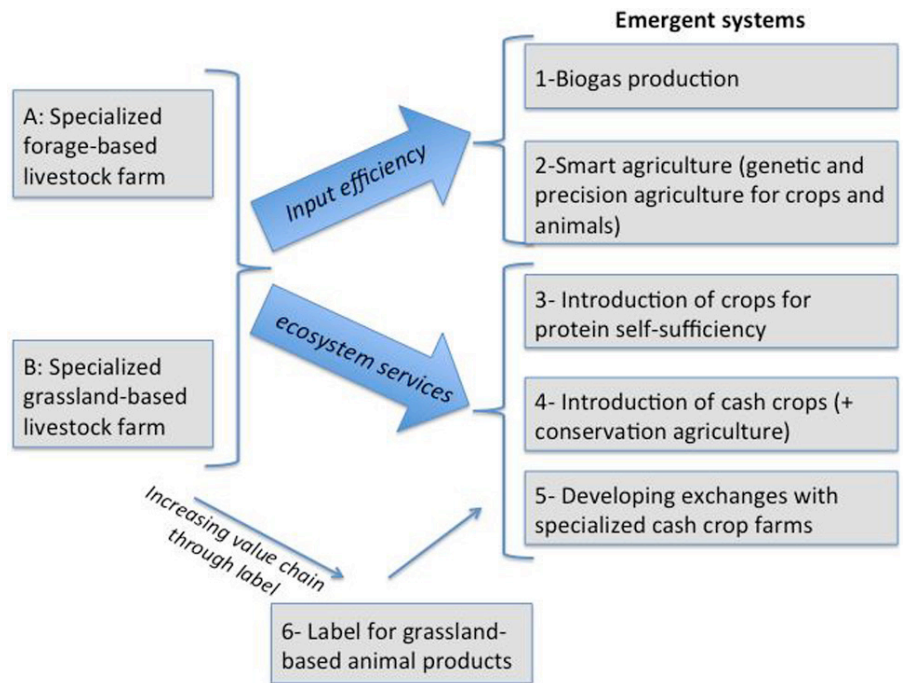 Emergent systems
A: Specialized
forage-based
livestock farm
B: Specialized
grassland-based
livestock farm
Input efficiency
ecosystem services
1-Biogas production
2-Smart agriculture (genetic and
precision agriculture for crops and
animals)
3- Introduction of crops for
protein self-sufficiency
4- Introduction of cash crops (+
conservation agriculture)
5- Developing exchanges with
specialized cash crop farms
Increasing value chain
through label
6- Label for grassland-
based animal products